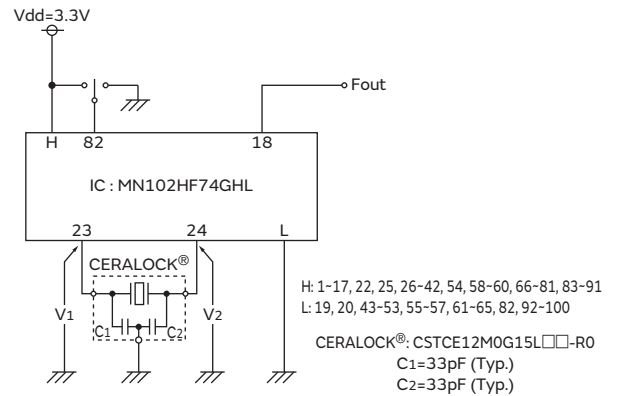 Vdd=3.3V
Fout
H 82 18
IC : MN102HF74GHL
23 24 L
CERALOCK®
V1 C1 C2 V2
H: 1~17, 22, 25, 26~42, 54, 58~60, 66~81, 83~91
L: 19, 20, 43~53, 55~57, 61~65, 82, 92~100
CERALOCK®: CSTCE12M0G15L□□-R0
C1=33pF (Typ.)
C2=33pF (Typ.)